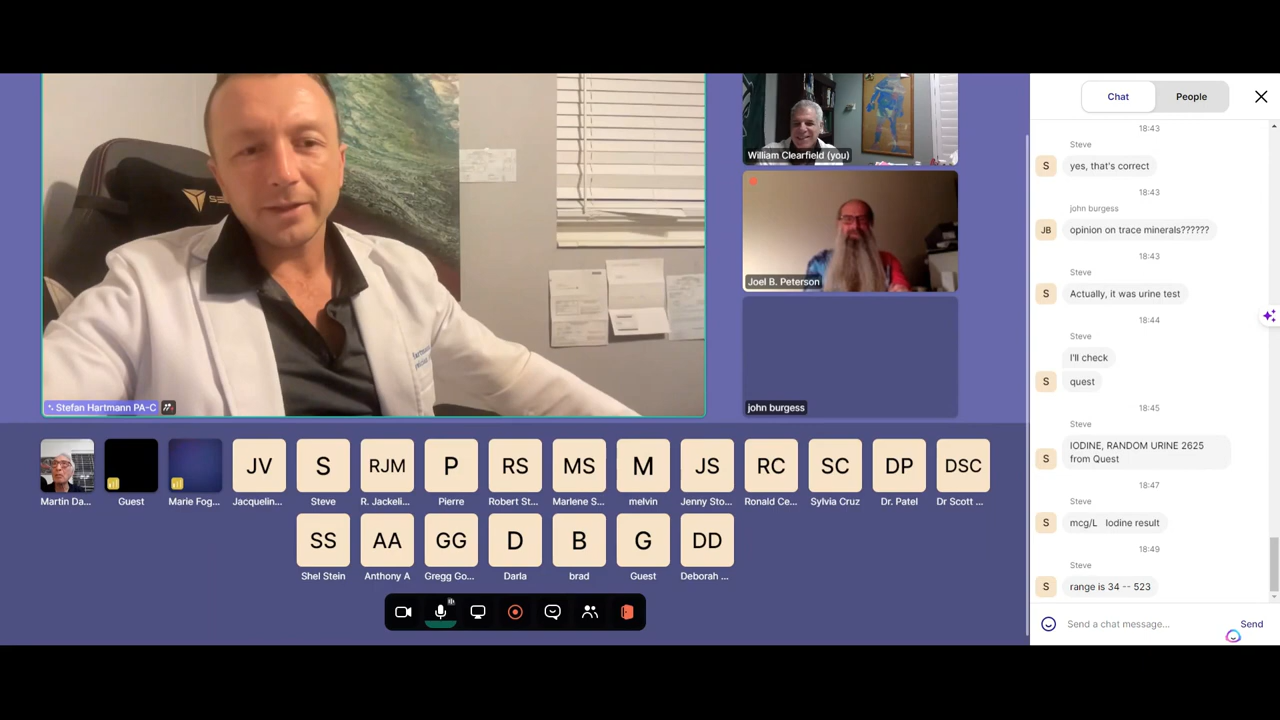 William Clearfield (you)
Joel B. Peterson
john burgess
Stefan Hartmann PA-C
Martin Da...
Guest
Marie Fog...
JV
Jacquelin...
S
Steve
RJM
R. Jackeli...
P
Pierre
RS
Robert St...
MS
Marlene S...
M
melvin
JS
Jenny Sto...
RC
Ronald Ce...
SC
Sylvia Cruz
DP
Dr. Patel
DSC
Dr Scott ...
SS
Shel Stein
AA
Anthony A
GG
Gregg Go...
D
Darla
B
brad
G
Guest
DD
Deborah ...
Chat
People
18:43
Steve
S
yes, that's correct
18:43
john burgess
JB
opinion on trace minerals??????
18:43
Steve
S
Actually, it was urine test
18:44
Steve
I'll check
S
quest
18:45
Steve
IODINE, RANDOM URINE 2625
S
from Quest
18:47
Steve
S
mcg/L Iodine result
18:49
Steve
S
range is 34 -- 523
Send a chat message...
Send